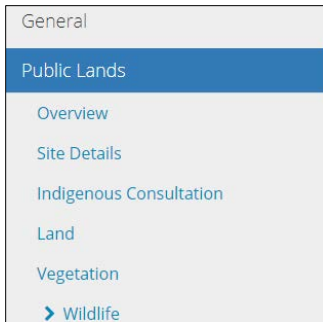 General
Public Lands
Overview
Site Details
Indigenous Consultation
Land
Vegetation
Wildlife